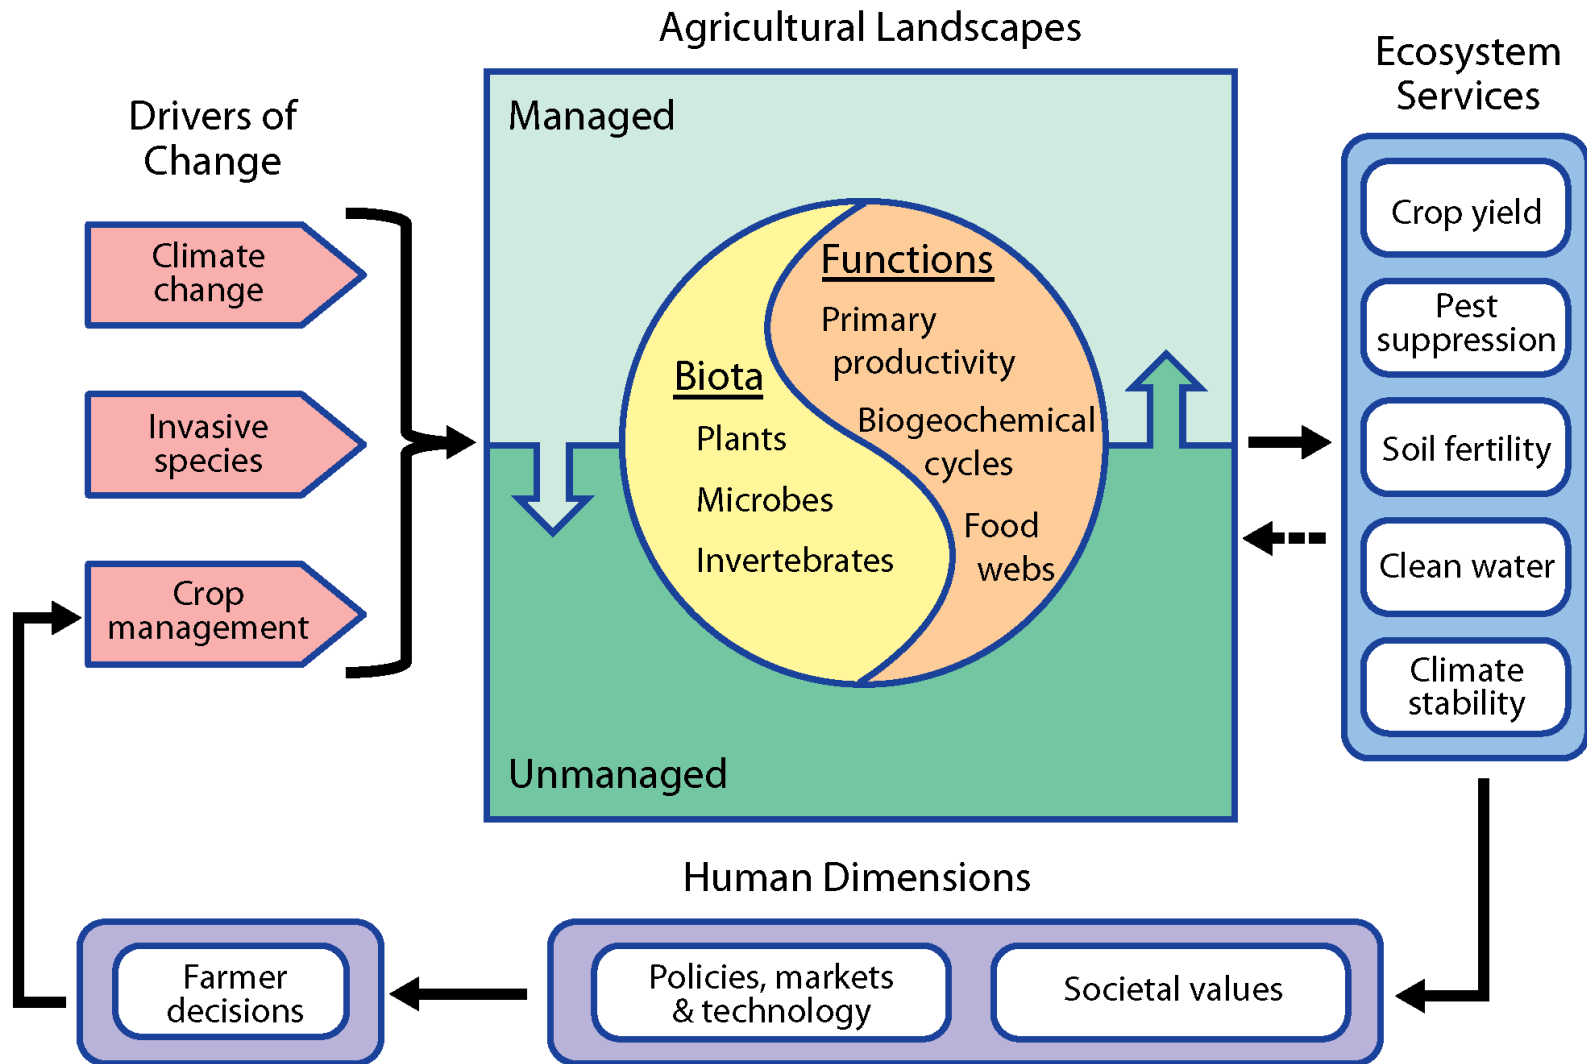 Agricultural Landscapes
Drivers of
Change
Climate
change
Invasive
species
Crop
management
Managed
Biota
Plants
Microbes
Invertebrates
Functions
Primary
productivity
Biogeochemical
cycles
Food
webs
Unmanaged
Ecosystem
Services
Crop yield
Pest
suppression
Soil fertility
Clean water
Climate
stability
Human Dimensions
Farmer
decisions
Policies, markets
& technology
Societal values